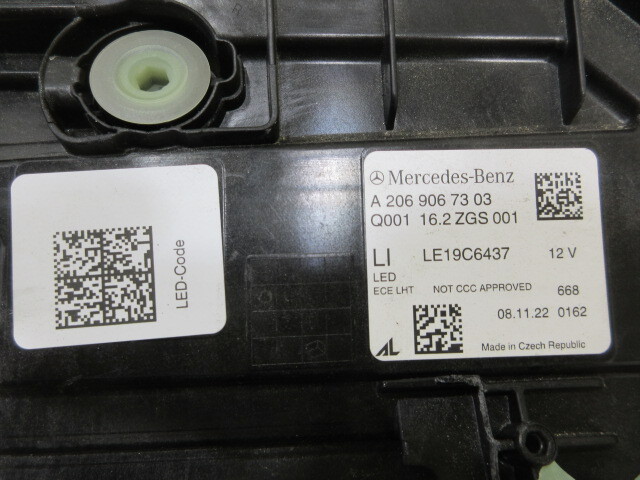 LED-Code
Mercedes-Benz
A 206 906 73 03
Q001 16.2 ZGS 001
LI LE19C6437 12 V
LED
ECE LHT NOT CCC APPROVED 668
08.11.22 0162
AL Made in Czech Republic